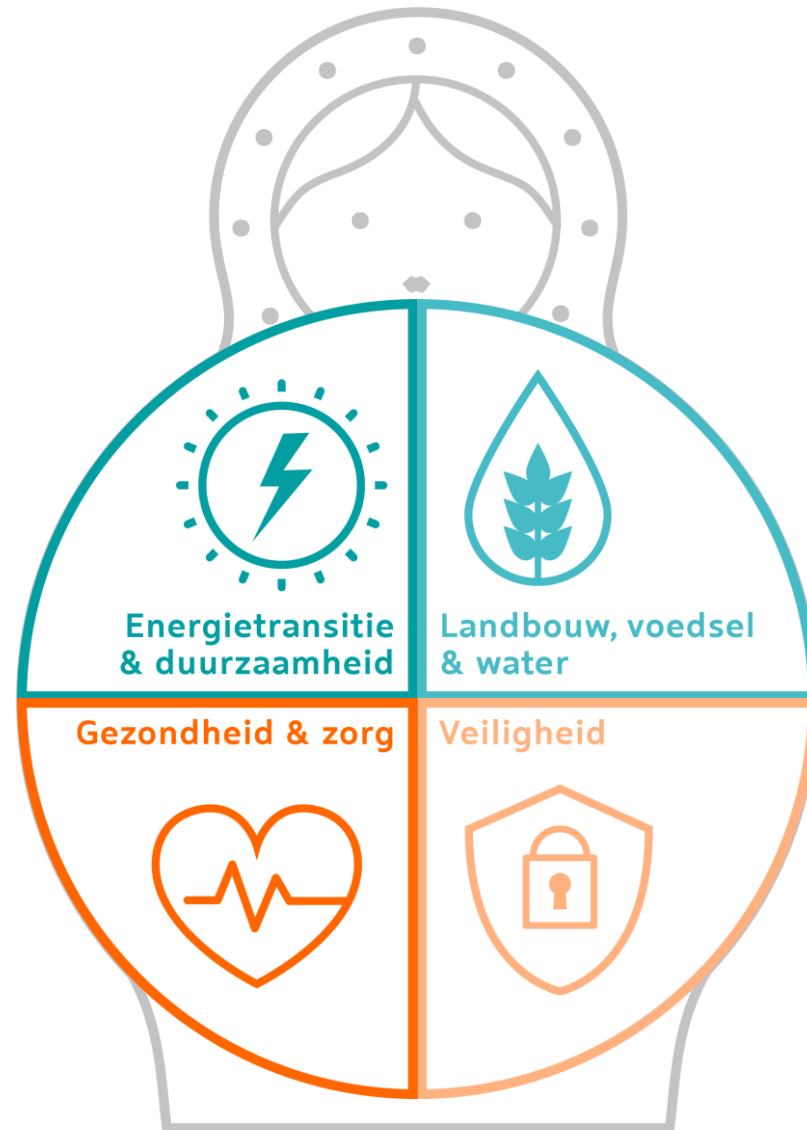 Energietransitie
& duurzaamheid
Landbouw, voedsel
& water
Gezondheid & zorg
Veiligheid